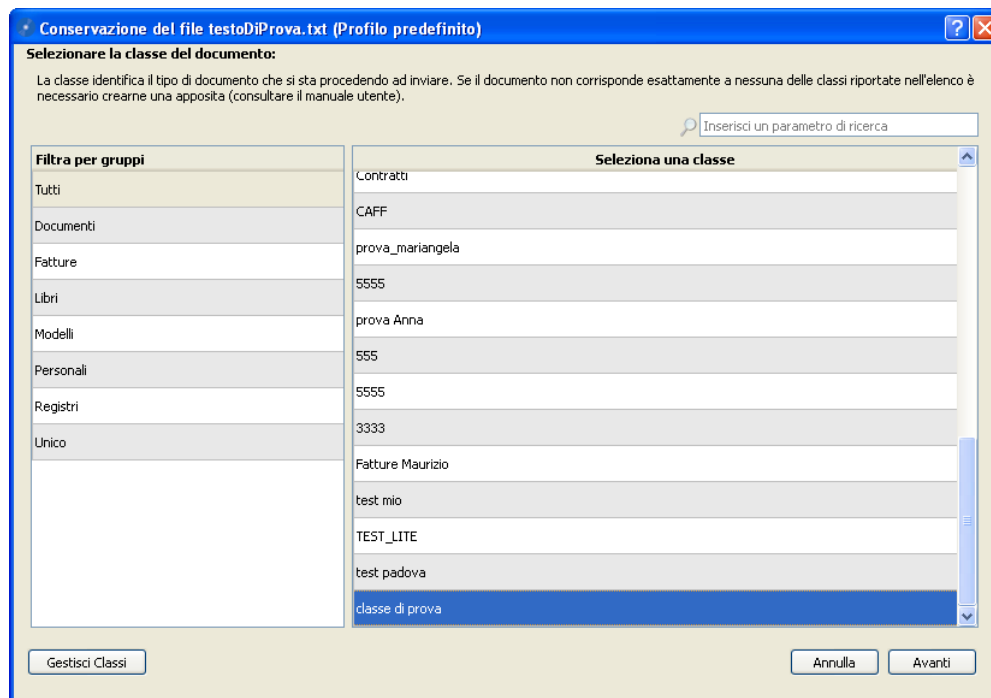 Conservazione del file testoDiProva.txt (Profilo predefinito)
Selezionare la classe del documento:
La classe identifica il tipo di documento che si sta procedendo ad inviare. Se il documento non corrisponde esattamente a nessuna delle classi riportate nell'elenco è
necessario crearne una apposita (consultare il manuale utente).
Inserisci un parametro di ricerca
Filtra per gruppi
Tutti
Documenti
Fatture
Libri
Modelli
Personali
Registri
Unico
Seleziona una classe
Contratti
CAFF
prova_mariangela
5555
prova Anna
555
5555
3333
Fatture Maurizio
test mio
TEST_LITE
test padova
classe di prova
Gestisci Classi
Annulla
Avanti